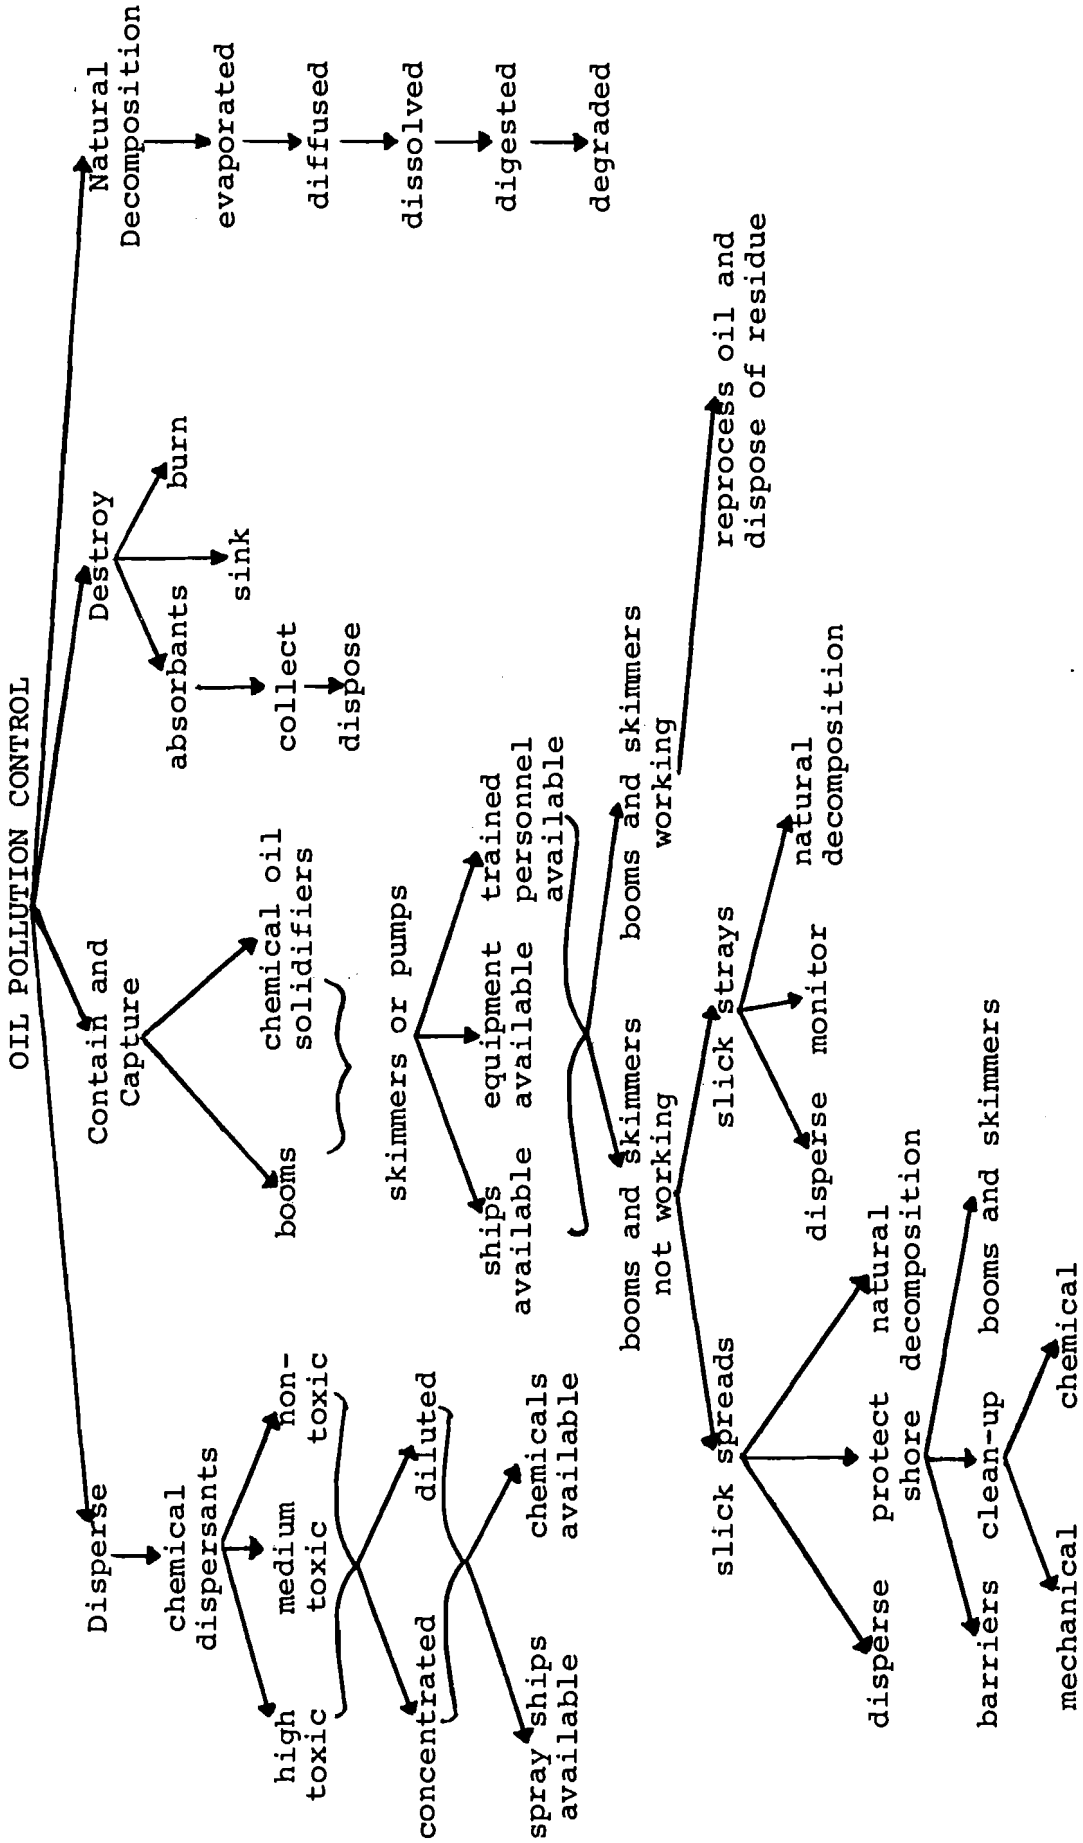 OIL POLLUTION CONTROL
Disperse
chemical
dispersants
high
toxic
medium
toxic
non-
toxic
concentrated
diluted
spray ships
available
chemicals
available
Contain and
Capture
booms
chemical oil
solidifiers
skimmers or pumps
ships
available
equipment
available
trained
personnel
available
booms and skimmers
not working
booms and skimmers
working
slick spreads
slick strays
disperse
protect
shore
natural
decomposition
barriers
clean-up
booms and skimmers
mechanical
chemical
disperse
monitor
natural
decomposition
reprocess oil and
dispose of residue
Destroy
absorbants
sink
burn
collect
dispose
Natural
Decomposition
evaporated
diffused
dissolved
digested
degraded